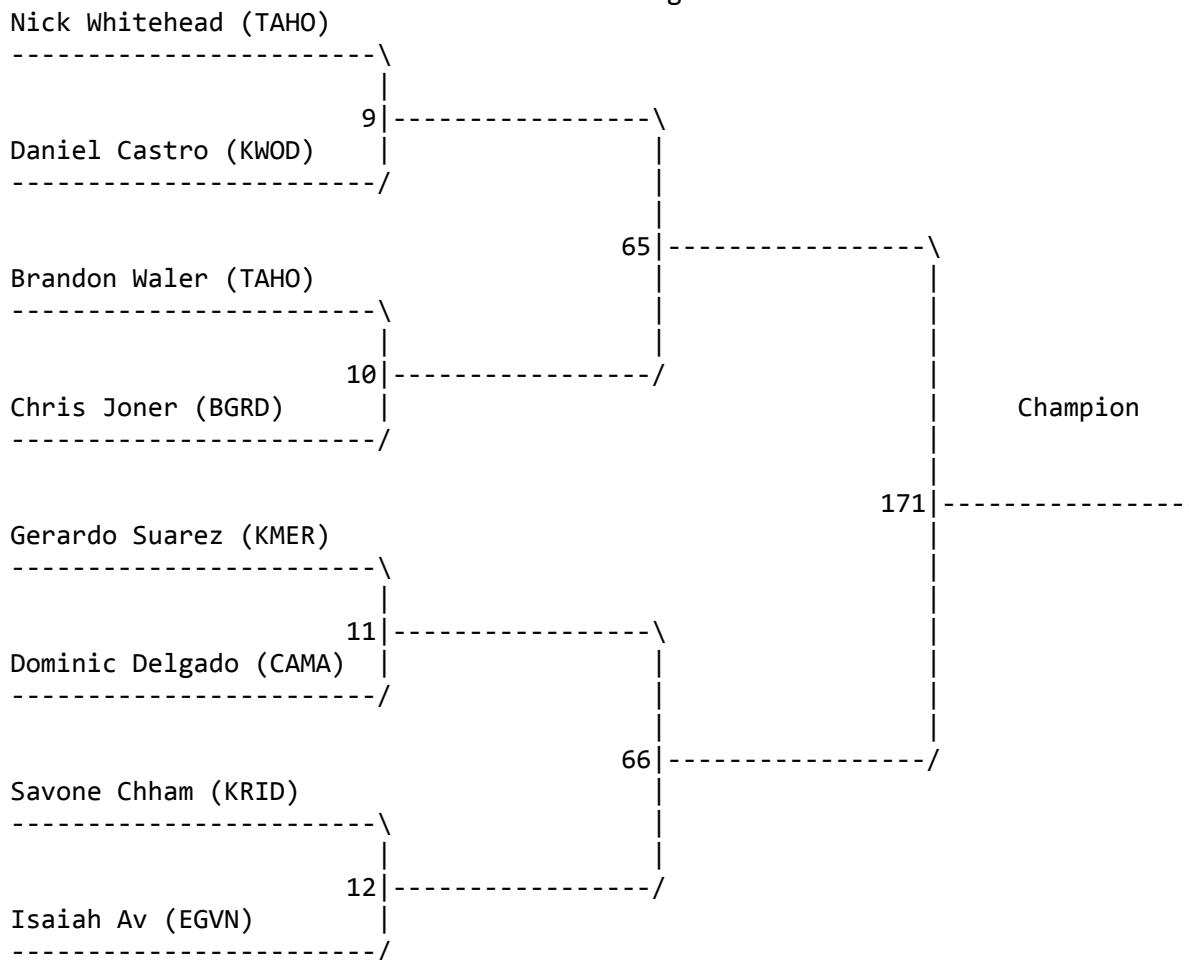 Nick Whitehead (TAHO)
9
Daniel Castro (KWOD)
65
Brandon Waler (TAHO)
10
Chris Joner (BGRD)
Champion
171
Gerardo Suarez (KMER)
11
Dominic Delgado (CAMA)
66
Savone Chham (KRID)
12
Isaiah Av (EGVN)